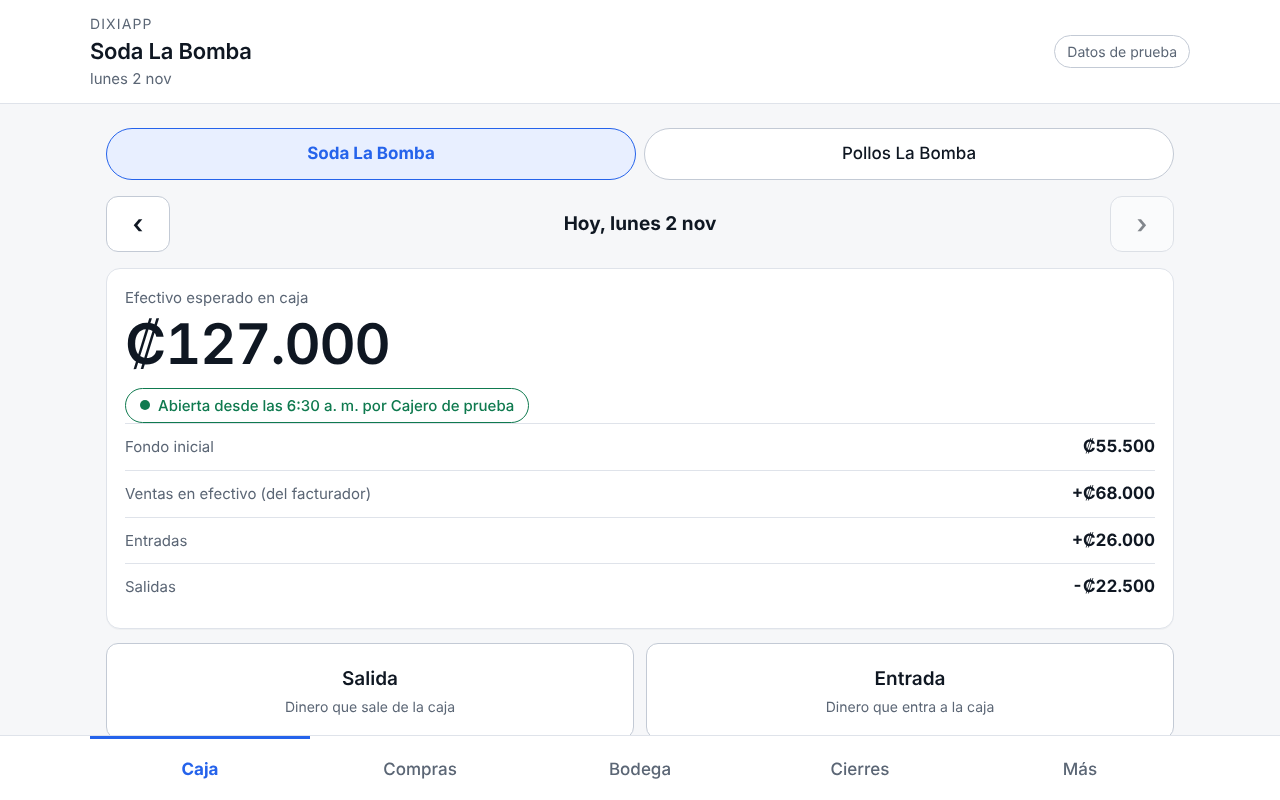 DIXIAPP
Soda La Bomba
lunes 2 nov
Datos de prueba
Soda La Bomba
Pollos La Bomba
‹
Hoy, lunes 2 nov
›
Efectivo esperado en caja
₡127.000
Abierta desde las 6:30 a. m. por Cajero de prueba
Fondo inicial ₡55.500
Ventas en efectivo (del facturador) +₡68.000
Entradas +₡26.000
Salidas -₡22.500
Salida
Dinero que sale de la caja
Entrada
Dinero que entra a la caja
Caja Compras Bodega Cierres Más